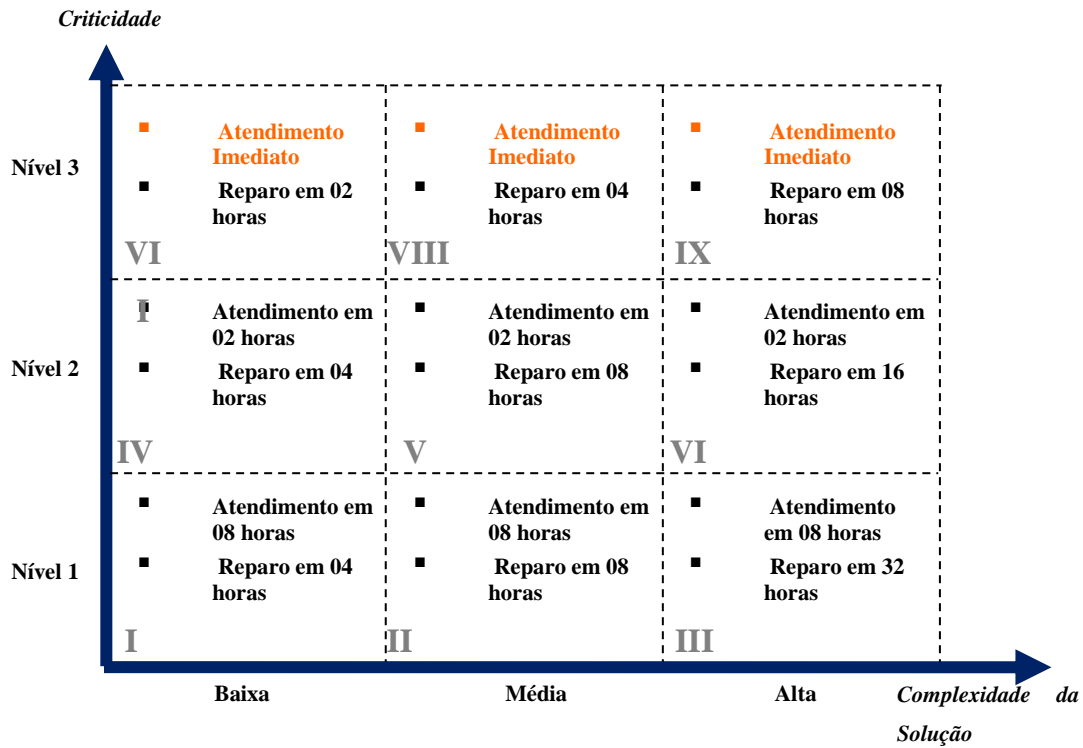 Criticidade
Atendimento
Imediato
Reparo em 02
horas
VI
I
Atendimento
Imediato
Reparo em 04
horas
VIII
Atendimento
Imediato
Reparo em 08
horas
IX
Nível 3
Atendimento em
02 horas
Reparo em 04
horas
IV
Atendimento em
02 horas
Reparo em 08
horas
V
Atendimento em
02 horas
Reparo em 16
horas
VI
Nível 2
Atendimento em
08 horas
Reparo em 04
horas
I
Atendimento em
08 horas
Reparo em 08
horas
II
Atendimento
em 08 horas
Reparo em 32
horas
III
Nível 1
Baixa
Média
Alta
Complexidade da
Solução